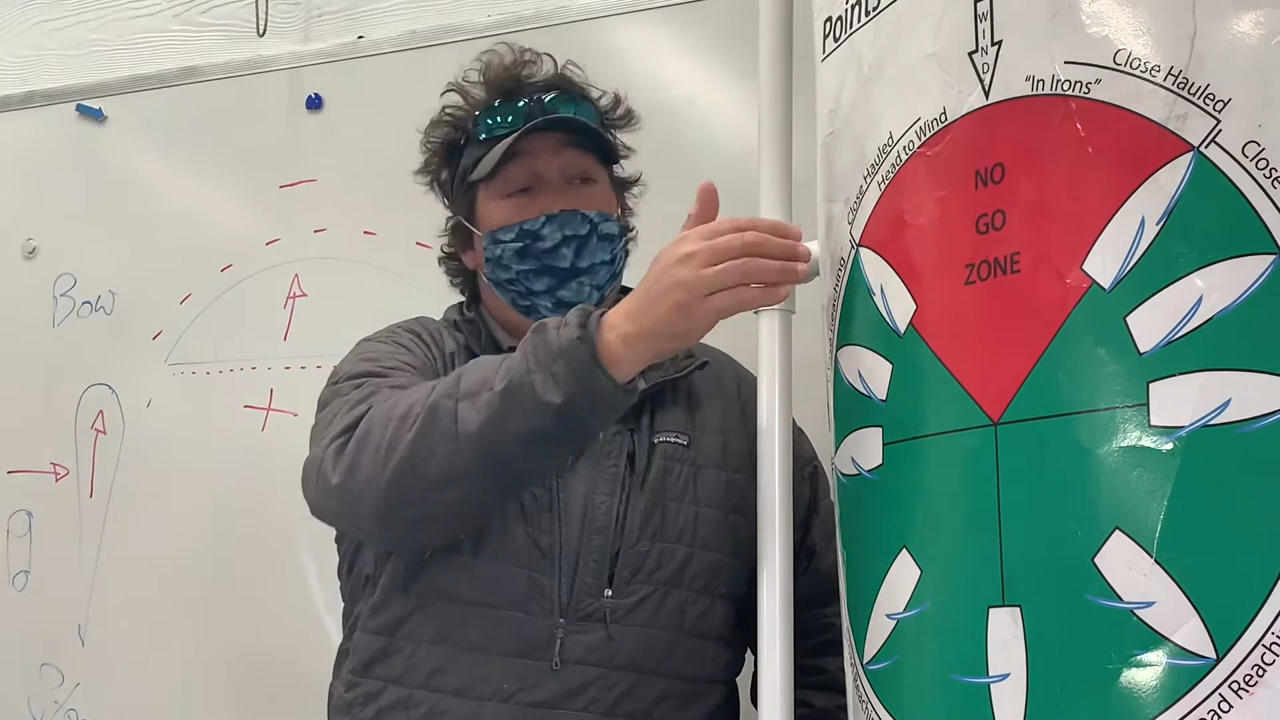 Points
WIND
"In Irons"
Close Hauled
Close
Close Hauled
Head to Wind
NO
GO
ZONE
Bow
patagonia